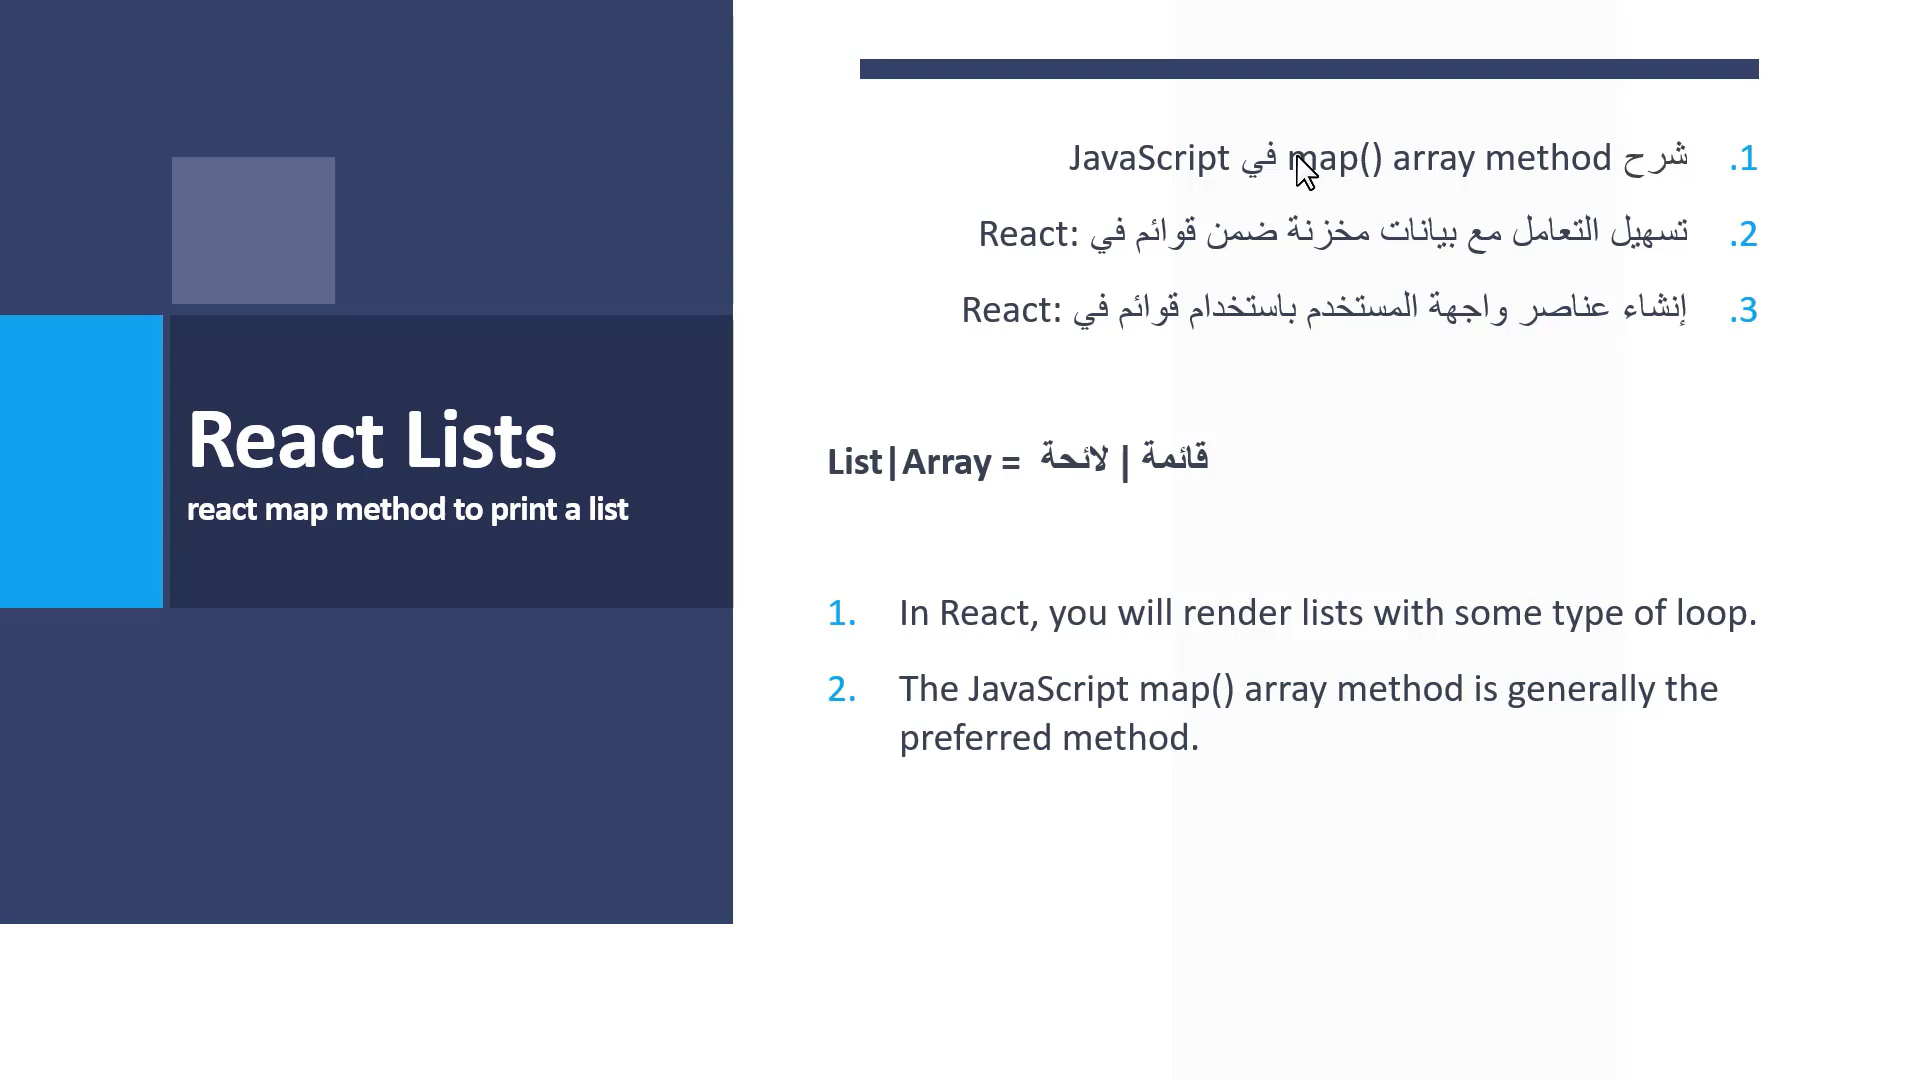 React Lists
react map method to print a list
1. شرح map() array method في JavaScript
2. تسهيل التعامل مع بيانات مخزنة ضمن قوائم في React:
3. إنشاء عناصر واجهة المستخدم باستخدام قوائم في React:
List|Array = قائمة | لائحة
1. In React, you will render lists with some type of loop.
2. The JavaScript map() array method is generally the
preferred method.